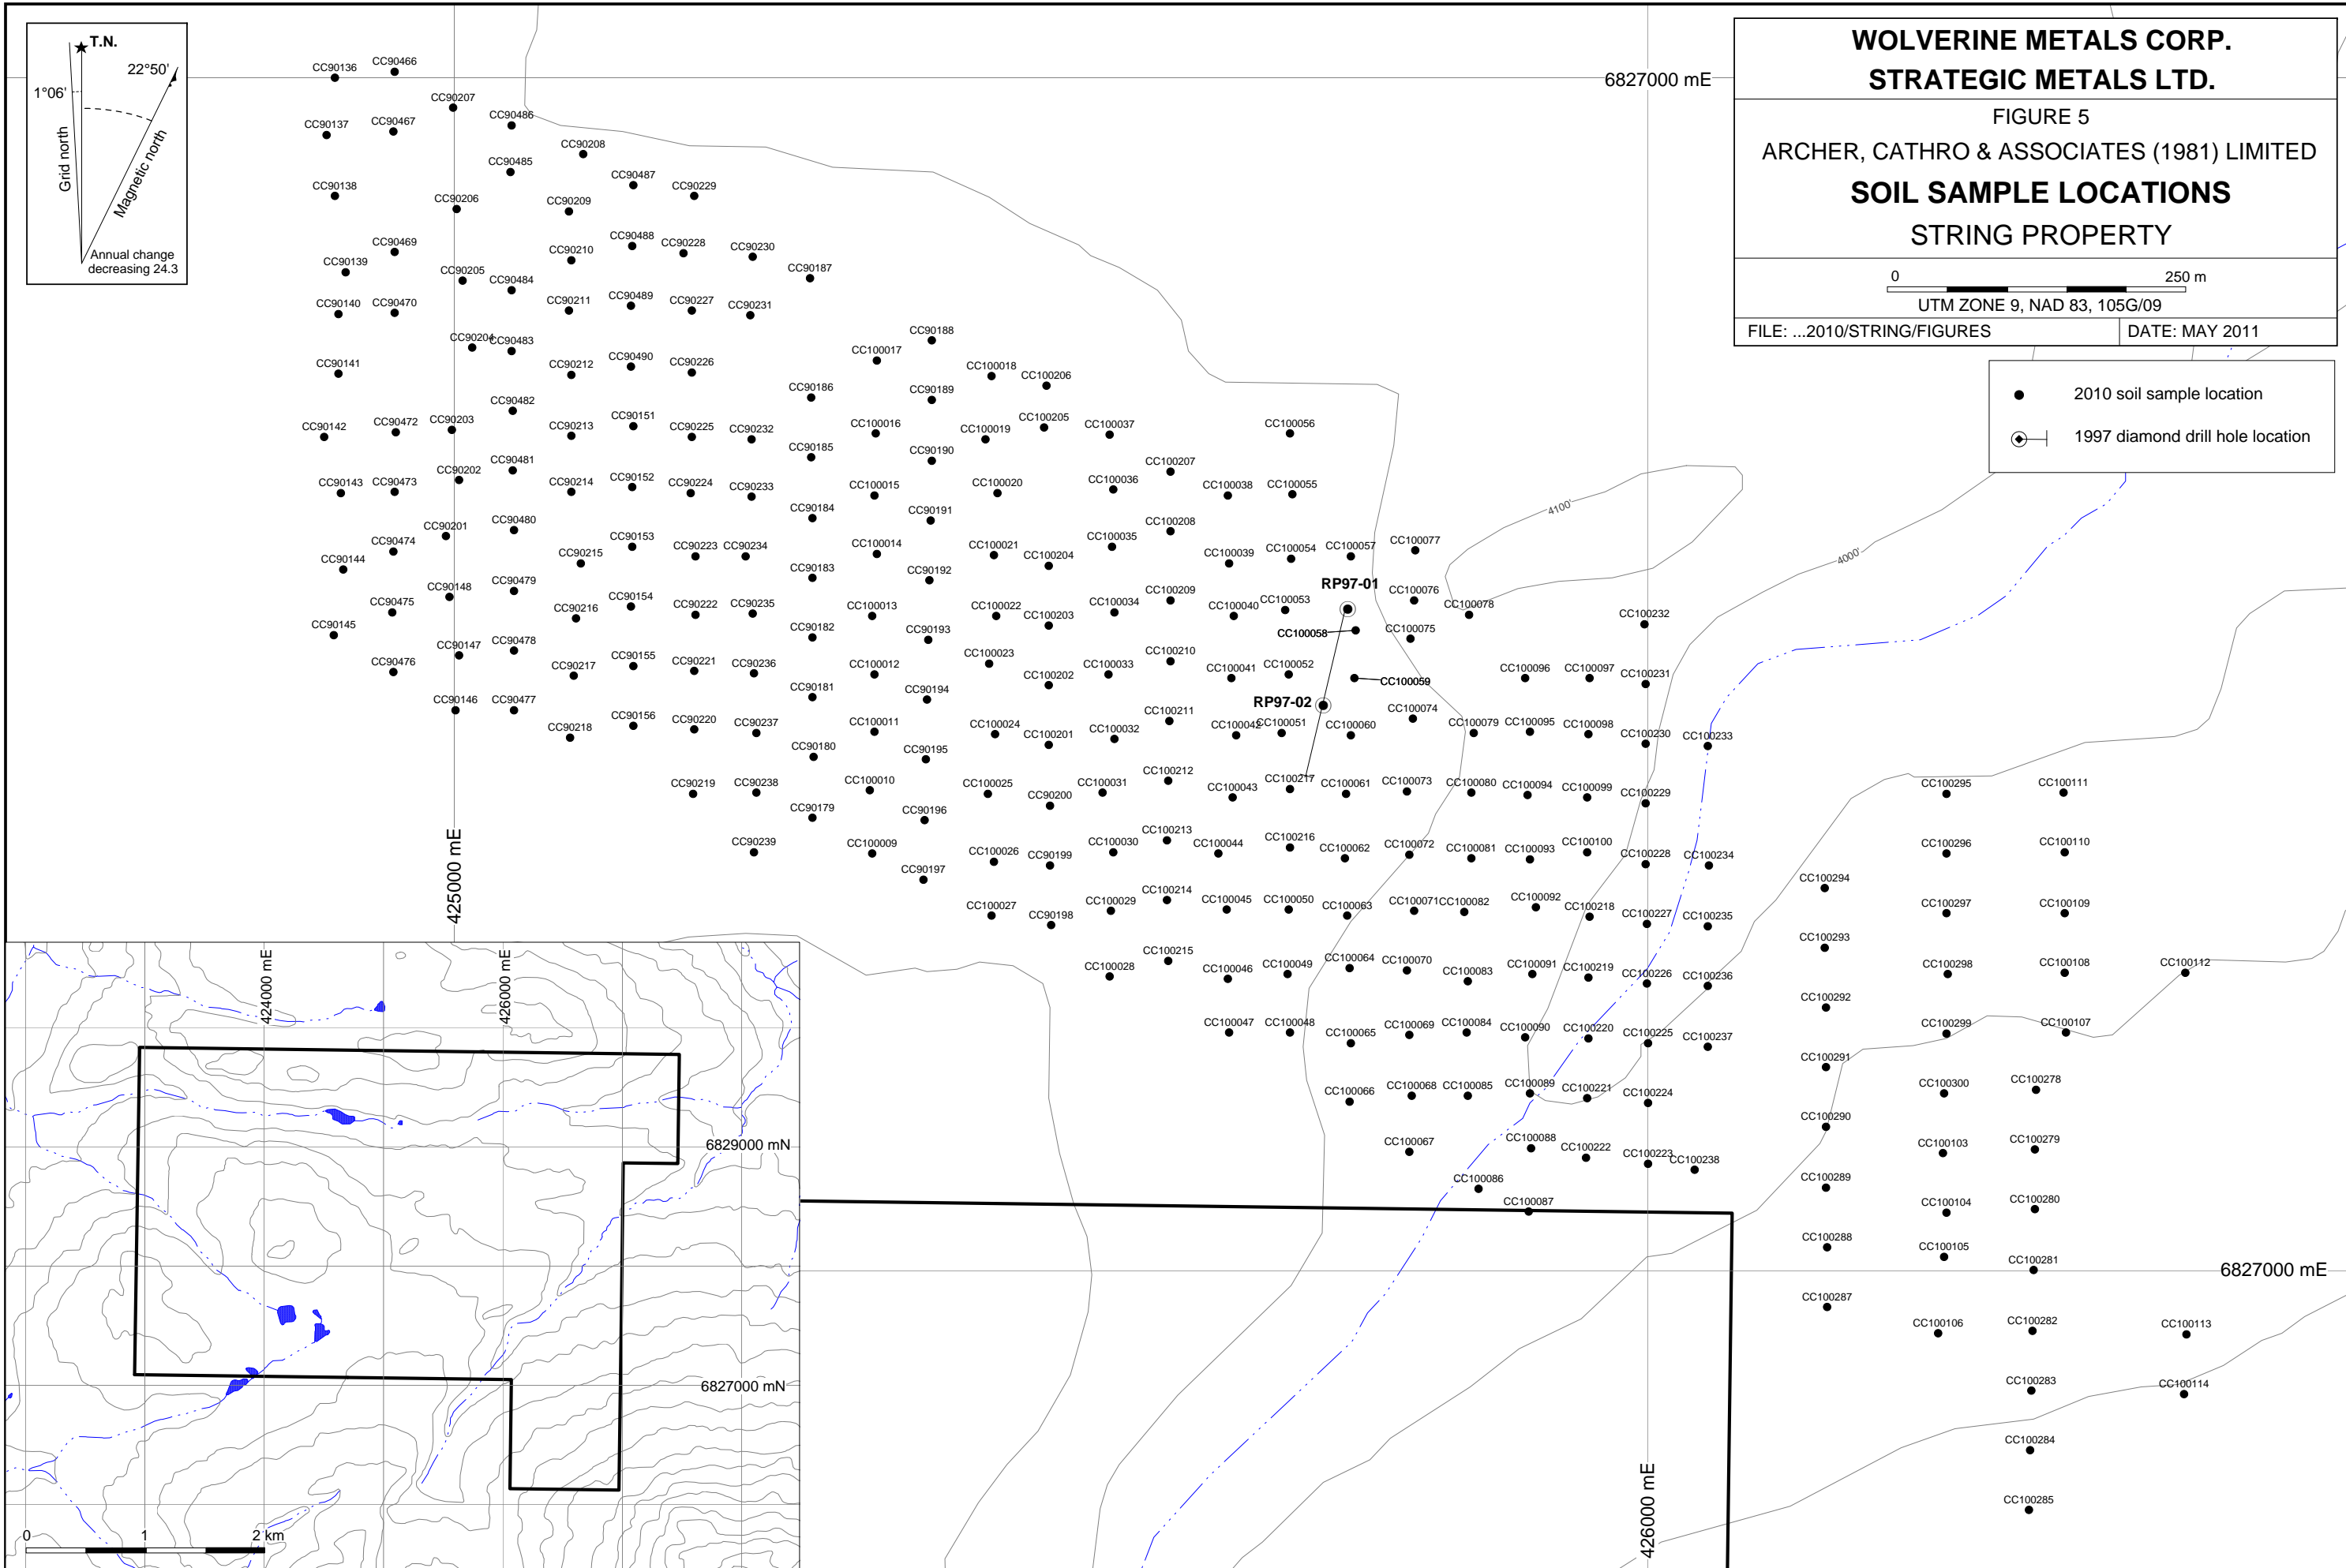 T.N.
22°50'
1°06'
Grid north
Magnetic north
Annual change
decreasing 24.3
WOLVERINE METALS CORP.
STRATEGIC METALS LTD.
FIGURE 5
ARCHER, CATHRO & ASSOCIATES (1981) LIMITED
SOIL SAMPLE LOCATIONS
STRING PROPERTY
0 250 m
UTM ZONE 9, NAD 83, 105G/09
FILE: ...2010/STRING/FIGURES
DATE: MAY 2011
2010 soil sample location
1997 diamond drill hole location
6827000 mE
425000 mE
6827000 mE
426000 mE
4100'
4000'
RP97-01
RP97-02
CC90136
CC90137
CC90138
CC90139
CC90140
CC90141
CC90142
CC90143
CC90144
CC90145
CC90466
CC90467
CC90469
CC90470
CC90472
CC90473
CC90474
CC90475
CC90476
CC90207
CC90206
CC90205
CC90204
CC90203
CC90202
CC90201
CC90148
CC90147
CC90146
CC90486
CC90485
CC90484
CC90483
CC90482
CC90481
CC90480
CC90479
CC90478
CC90477
CC90208
CC90209
CC90210
CC90211
CC90212
CC90213
CC90214
CC90215
CC90216
CC90217
CC90218
CC90487
CC90488
CC90489
CC90490
CC90151
CC90152
CC90153
CC90154
CC90155
CC90156
CC90229
CC90228
CC90227
CC90226
CC90225
CC90224
CC90223
CC90222
CC90221
CC90220
CC90219
CC90230
CC90231
CC90232
CC90233
CC90234
CC90235
CC90236
CC90237
CC90238
CC90239
CC90187
CC90186
CC90185
CC90184
CC90183
CC90182
CC90181
CC90180
CC90179
CC100017
CC100016
CC100015
CC100014
CC100013
CC100012
CC100011
CC100010
CC100009
CC90188
CC90189
CC90190
CC90191
CC90192
CC90193
CC90194
CC90195
CC90196
CC90197
CC100018
CC100019
CC100020
CC100021
CC100022
CC100023
CC100024
CC100025
CC100026
CC100027
CC100206
CC100205
CC100204
CC100203
CC100202
CC100201
CC90200
CC90199
CC90198
CC100037
CC100036
CC100035
CC100034
CC100033
CC100032
CC100031
CC100030
CC100029
CC100028
CC100207
CC100208
CC100209
CC100210
CC100211
CC100212
CC100213
CC100214
CC100215
CC100038
CC100039
CC100040
CC100041
CC100042
CC100043
CC100044
CC100045
CC100046
CC100047
CC100056
CC100055
CC100054
CC100053
CC100052
CC100051
CC100217
CC100216
CC100050
CC100049
CC100048
CC100057
CC100058
CC100059
CC100060
CC100061
CC100062
CC100063
CC100064
CC100065
CC100066
CC100077
CC100076
CC100075
CC100074
CC100073
CC100072
CC100071
CC100070
CC100069
CC100068
CC100067
CC100078
CC100079
CC100080
CC100081
CC100082
CC100083
CC100084
CC100085
CC100086
CC100096
CC100095
CC100094
CC100093
CC100092
CC100091
CC100090
CC100089
CC100088
CC100087
CC100097
CC100098
CC100099
CC100100
CC100218
CC100219
CC100220
CC100221
CC100222
CC100232
CC100231
CC100230
CC100229
CC100228
CC100227
CC100226
CC100225
CC100224
CC100223
CC100233
CC100234
CC100235
CC100236
CC100237
CC100238
CC100294
CC100293
CC100292
CC100291
CC100290
CC100289
CC100288
CC100287
CC100295
CC100296
CC100297
CC100298
CC100299
CC100300
CC100103
CC100104
CC100105
CC100106
CC100111
CC100110
CC100109
CC100108
CC100107
CC100278
CC100279
CC100280
CC100281
CC100282
CC100283
CC100284
CC100285
CC100112
CC100113
CC100114
424000 mE
426000 mE
6829000 mN
6827000 mN
0 1 2 km